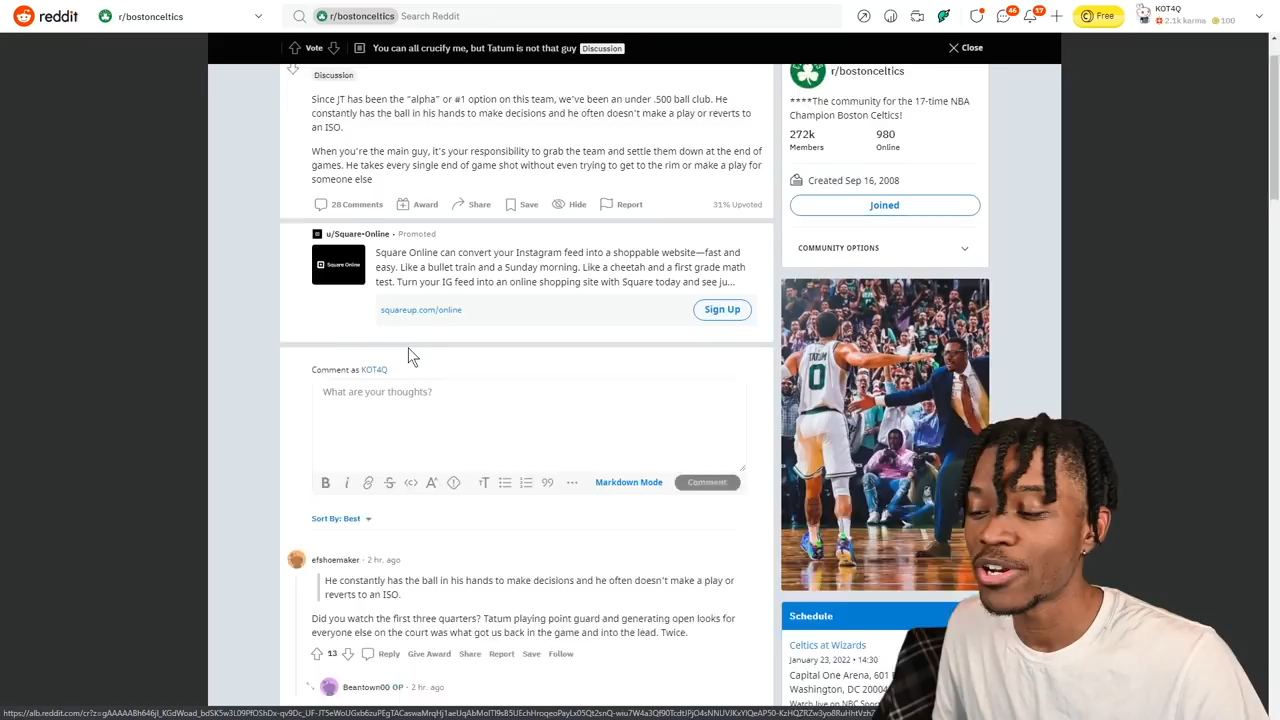 reddit
r/bostonceltics
r/bostonceltics
Search Reddit
46
17
Free
KOT4Q
2.1k karma
100
Vote
You can all crucify me, but Tatum is not that guy
Discussion
Close
Discussion
Since JT has been the "alpha" or #1 option on this team, we've been an under .500 ball club. He
constantly has the ball in his hands to make decisions and he often doesn't make a play or reverts to
an ISO.
When you're the main guy, it's your responsibility to grab the team and settle them down at the end of
games. He takes every single end of game shot without even trying to get to the rim or make a play for
someone else
28 Comments
Award
Share
Save
Hide
Report
31% Upvoted
u/Square-Online • Promoted
Square Online
Square Online can convert your Instagram feed into a shoppable website—fast and
easy. Like a bullet train and a Sunday morning. Like a cheetah and a first grade math
test. Turn your IG feed into an online shopping site with Square today and see ju...
squareup.com/online
Sign Up
Comment as KOT4Q
What are your thoughts?
Markdown Mode
Comment
Sort By: Best
efshoemaker • 2 hr. ago
He constantly has the ball in his hands to make decisions and he often doesn't make a play or
reverts to an ISO.
Did you watch the first three quarters? Tatum playing point guard and generating open looks for
everyone else on the court was what got us back in the game and into the lead. Twice.
13
Reply
Give Award
Share
Report
Save
Follow
Beantown00 OP • 2 hr. ago
r/bostonceltics
****The community for the 17-time NBA
Champion Boston Celtics!
272k
980
Members
Online
Created Sep 16, 2008
Joined
COMMUNITY OPTIONS
TATUM
0
Schedule
Celtics at Wizards
January 23, 2022 • 14:30
Capital One Arena, 601
Washington, DC 20004